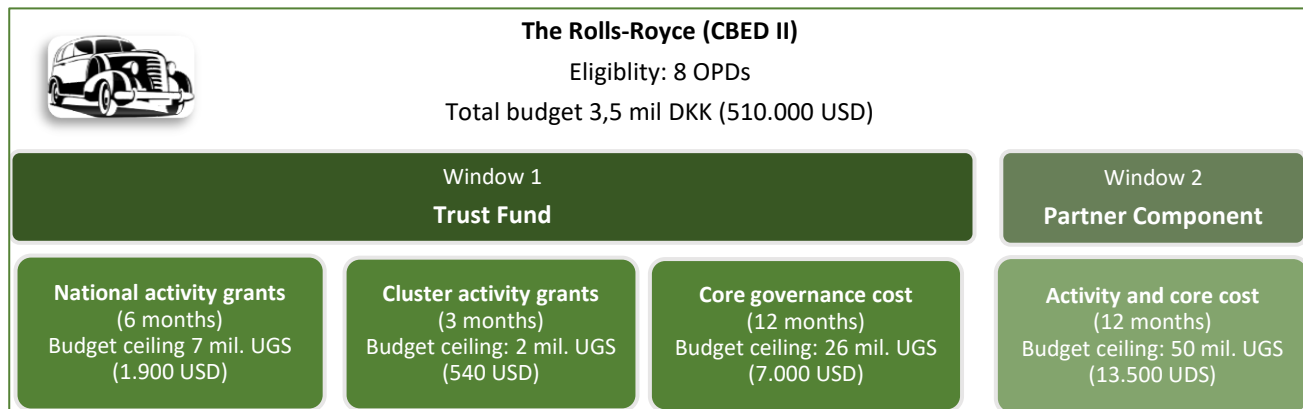 The Rolls-Royce (CBED II)
Eligiblity: 8 OPDs
Total budget 3,5 mil DKK (510.000 USD)
Window 1
Trust Fund
Window 2
Partner Component
National activity grants
(6 months)
Budget ceiling 7 mil. UGS
(1.900 USD)
Cluster activity grants
(3 months)
Budget ceiling: 2 mil. UGS
(540 USD)
Core governance cost
(12 months)
Budget ceiling: 26 mil. UGS
(7.000 USD)
Activity and core cost
(12 months)
Budget ceiling: 50 mil. UGS
(13.500 UDS)